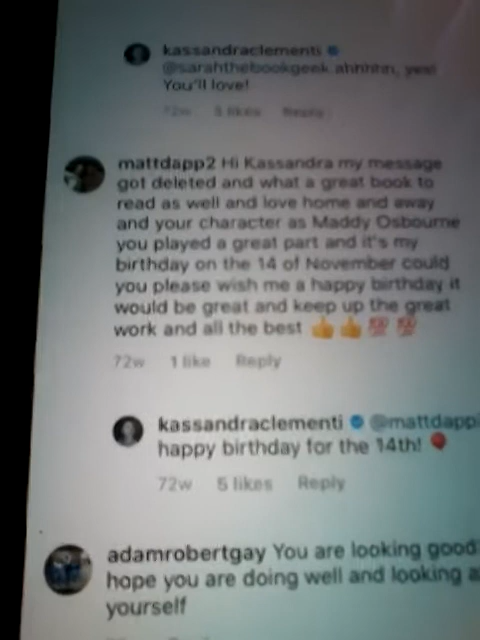 kassandraclementi
@sarahthebookgeek ahhhhh, yes!
You'll love!
72w 3 likes Reply
mattdapp2 Hi Kassandra my message
got deleted and what a great book to
read as well and love home and away
and your character as Maddy Osbourne
you played a great part and it's my
birthday on the 14 of November could
you please wish me a happy birthday it
would be great and keep up the great
work and all the best 👍👍💯💯
72w 1 like Reply
kassandraclementi @mattdapp
happy birthday for the 14th! 🎈
72w 5 likes Reply
adamrobertgay You are looking good
hope you are doing well and looking a
yourself